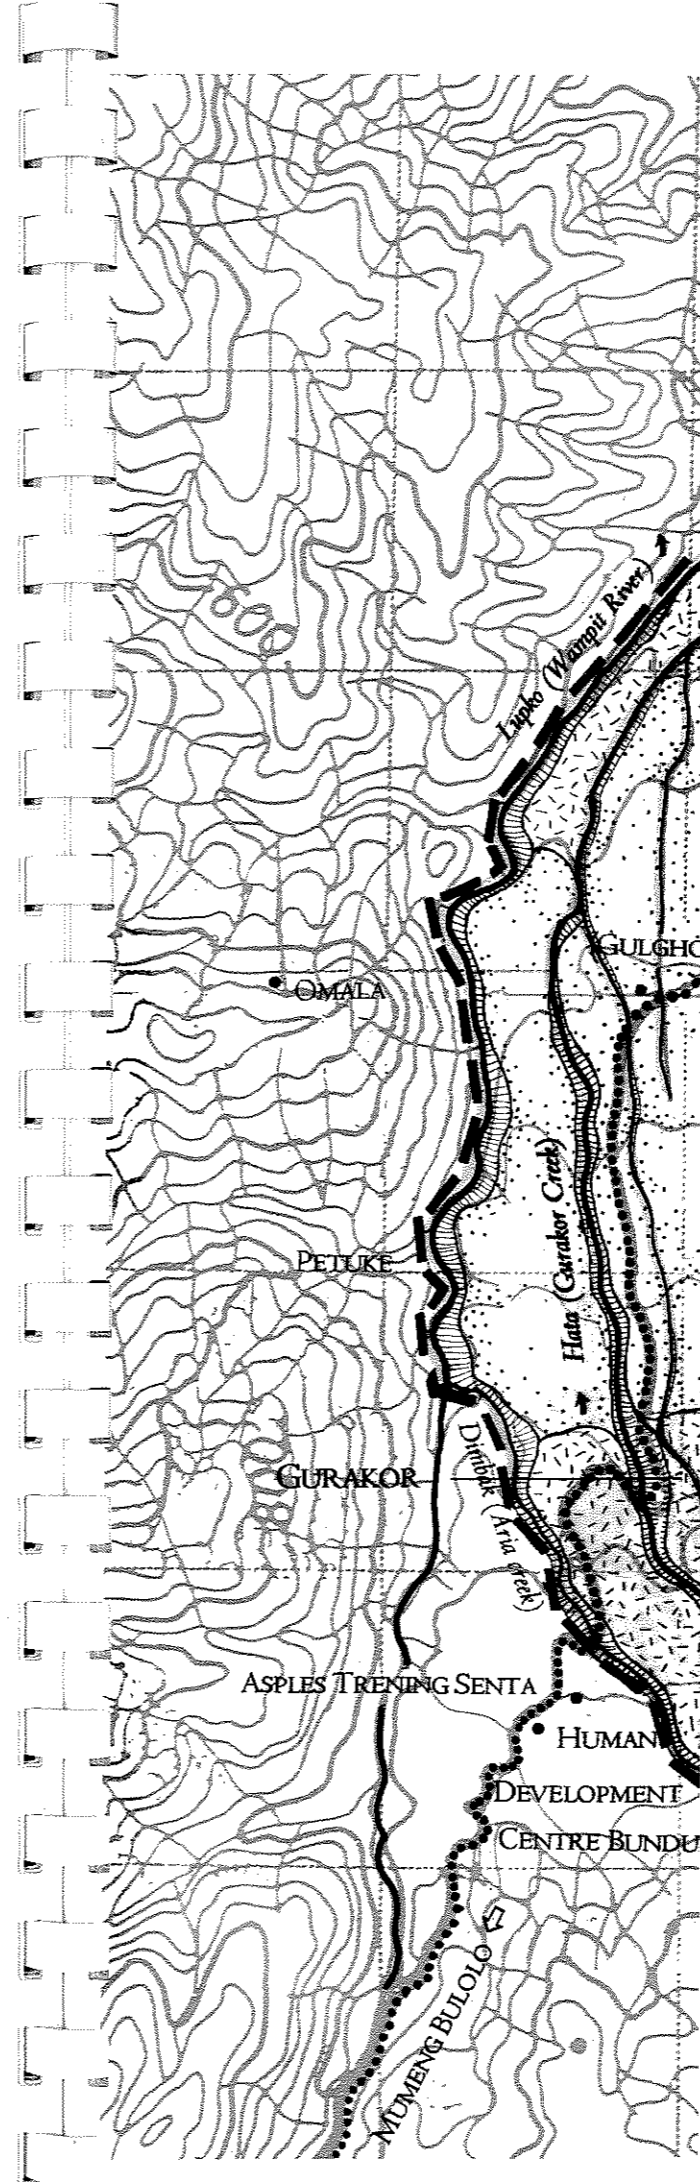 600
Lupko (Wampit River)
GULGHO
OMALA
Hata (Gurakor Creek)
PETUKE
800
GURAKOR
Dimbak (Aria creek)
ASPLES TRENING SENTA
HUMAN
DEVELOPMENT
CENTRE BUNDU
MUMENG BULOLO